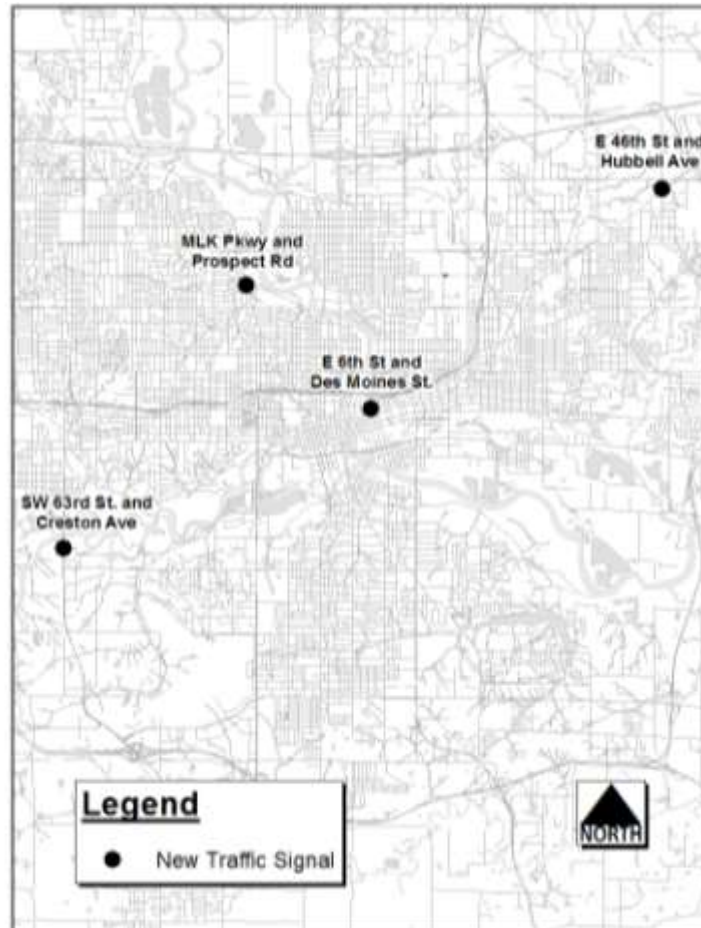 E 46th St and
Hubbell Ave
MLK Pkwy and
Prospect Rd
E 6th St and
Des Moines St.
SW 63rd St. and
Creston Ave
Legend
New Traffic Signal
NORTH